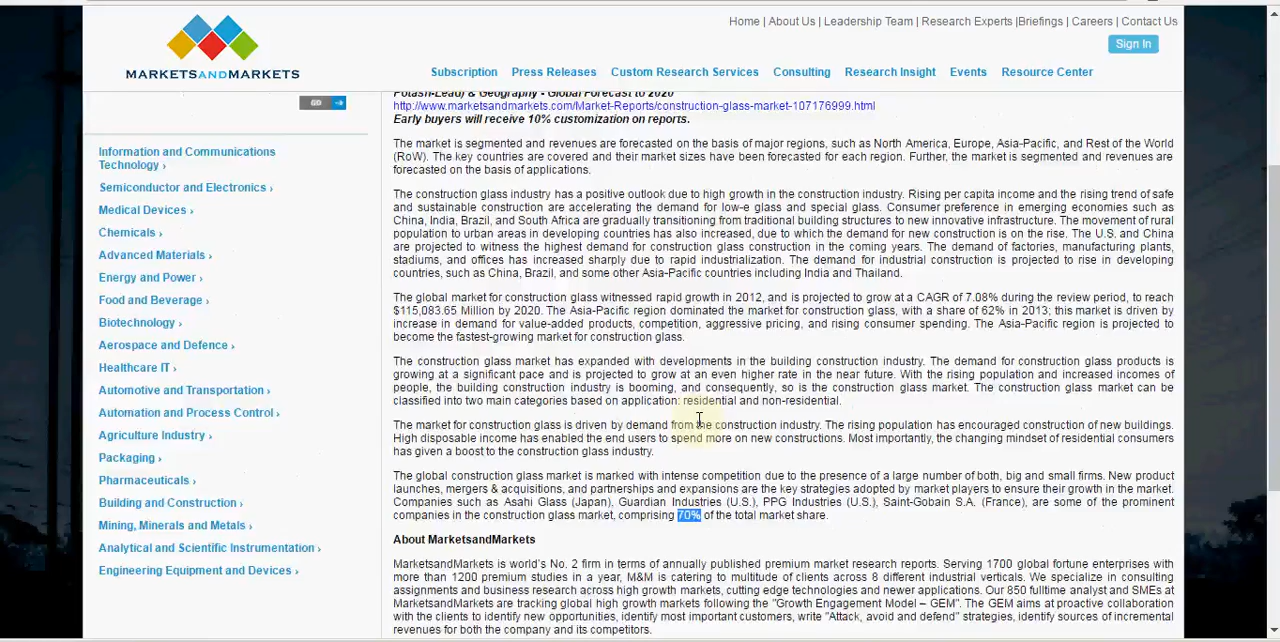 Home | About Us | Leadership Team | Research Experts |Briefings | Careers | Contact Us
Sign In
MARKETSANDMARKETS
Subscription Press Releases Custom Research Services Consulting Research Insight Events Resource Center
GO
Information and Communications
Technology ›
Semiconductor and Electronics ›
Medical Devices ›
Chemicals ›
Advanced Materials ›
Energy and Power ›
Food and Beverage ›
Biotechnology ›
Aerospace and Defence ›
Healthcare IT ›
Automotive and Transportation ›
Automation and Process Control ›
Agriculture Industry ›
Packaging ›
Pharmaceuticals ›
Building and Construction ›
Mining, Minerals and Metals ›
Analytical and Scientific Instrumentation ›
Engineering Equipment and Devices ›
Potash-Lead) & Geography - Global Forecast to 2020
http://www.marketsandmarkets.com/Market-Reports/construction-glass-market-107176999.html
Early buyers will receive 10% customization on reports.
The market is segmented and revenues are forecasted on the basis of major regions, such as North America, Europe, Asia-Pacific, and Rest of the World
(RoW). The key countries are covered and their market sizes have been forecasted for each region. Further, the market is segmented and revenues are
forecasted on the basis of applications.
The construction glass industry has a positive outlook due to high growth in the construction industry. Rising per capita income and the rising trend of safe
and sustainable construction are accelerating the demand for low-e glass and special glass. Consumer preference in emerging economies such as
China, India, Brazil, and South Africa are gradually transitioning from traditional building structures to new innovative infrastructure. The movement of rural
population to urban areas in developing countries has also increased, due to which the demand for new construction is on the rise. The U.S. and China
are projected to witness the highest demand for construction glass construction in the coming years. The demand of factories, manufacturing plants,
stadiums, and offices has increased sharply due to rapid industrialization. The demand for industrial construction is projected to rise in developing
countries, such as China, Brazil, and some other Asia-Pacific countries including India and Thailand.
The global market for construction glass witnessed rapid growth in 2012, and is projected to grow at a CAGR of 7.08% during the review period, to reach
$115,083.65 Million by 2020. The Asia-Pacific region dominated the market for construction glass, with a share of 62% in 2013; this market is driven by
increase in demand for value-added products, competition, aggressive pricing, and rising consumer spending. The Asia-Pacific region is projected to
become the fastest-growing market for construction glass.
The construction glass market has expanded with developments in the building construction industry. The demand for construction glass products is
growing at a significant pace and is projected to grow at an even higher rate in the near future. With the rising population and increased incomes of
people, the building construction industry is booming, and consequently, so is the construction glass market. The construction glass market can be
classified into two main categories based on application: residential and non-residential.
The market for construction glass is driven by demand from the construction industry. The rising population has encouraged construction of new buildings.
High disposable income has enabled the end users to spend more on new constructions. Most importantly, the changing mindset of residential consumers
has given a boost to the construction glass industry.
The global construction glass market is marked with intense competition due to the presence of a large number of both, big and small firms. New product
launches, mergers & acquisitions, and partnerships and expansions are the key strategies adopted by market players to ensure their growth in the market.
Companies such as Asahi Glass (Japan), Guardian Industries (U.S.), PPG Industries (U.S.), Saint-Gobain S.A. (France), are some of the prominent
companies in the construction glass market, comprising 70% of the total market share.
About MarketsandMarkets
MarketsandMarkets is world's No. 2 firm in terms of annually published premium market research reports. Serving 1700 global fortune enterprises with
more than 1200 premium studies in a year, M&M is catering to multitude of clients across 8 different industrial verticals. We specialize in consulting
assignments and business research across high growth markets, cutting edge technologies and newer applications. Our 850 fulltime analyst and SMEs at
MarketsandMarkets are tracking global high growth markets following the "Growth Engagement Model – GEM". The GEM aims at proactive collaboration
with the clients to identify new opportunities, identify most important customers, write "Attack, avoid and defend" strategies, identify sources of incremental
revenues for both the company and its competitors.